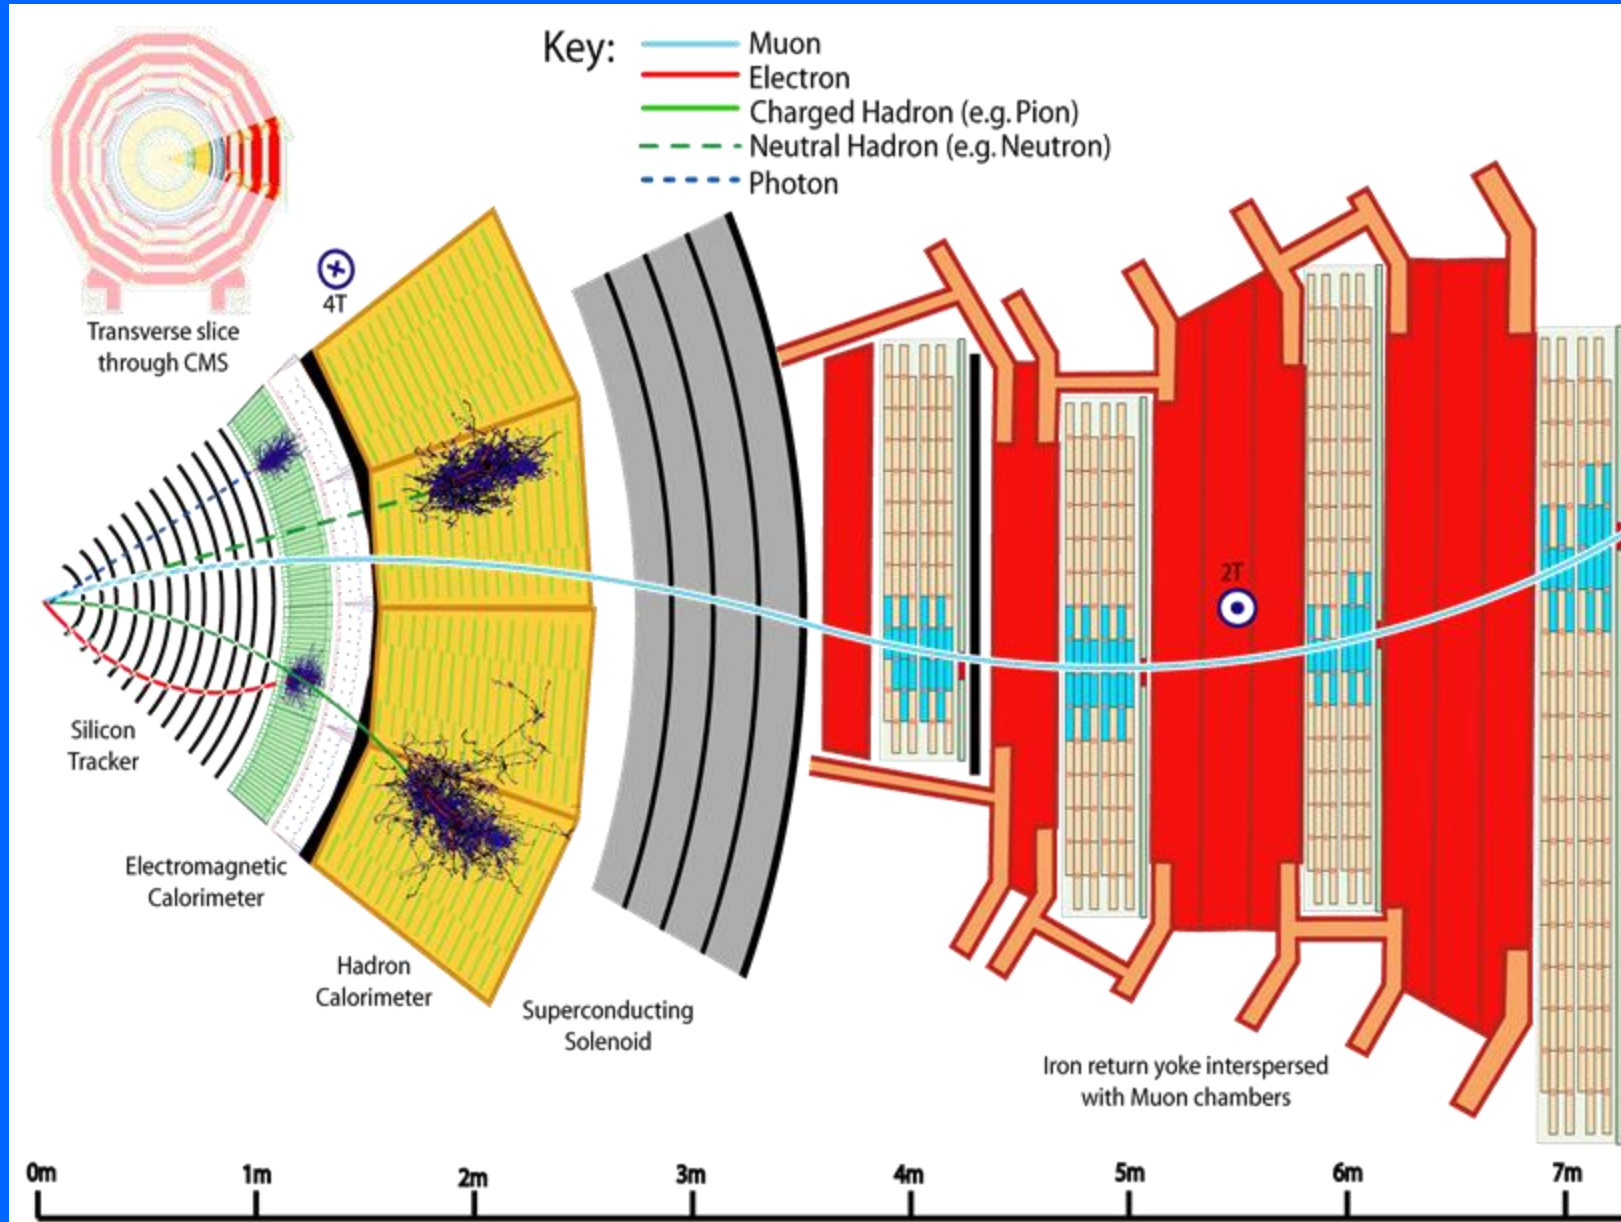 Key:
Muon
Electron
Charged Hadron (e.g. Pion)
Neutral Hadron (e.g. Neutron)
Photon
Transverse slice
through CMS
4T
2T
Silicon
Tracker
Electromagnetic
Calorimeter
Hadron
Calorimeter
Superconducting
Solenoid
Iron return yoke interspersed
with Muon chambers
0m 1m 2m 3m 4m 5m 6m 7m